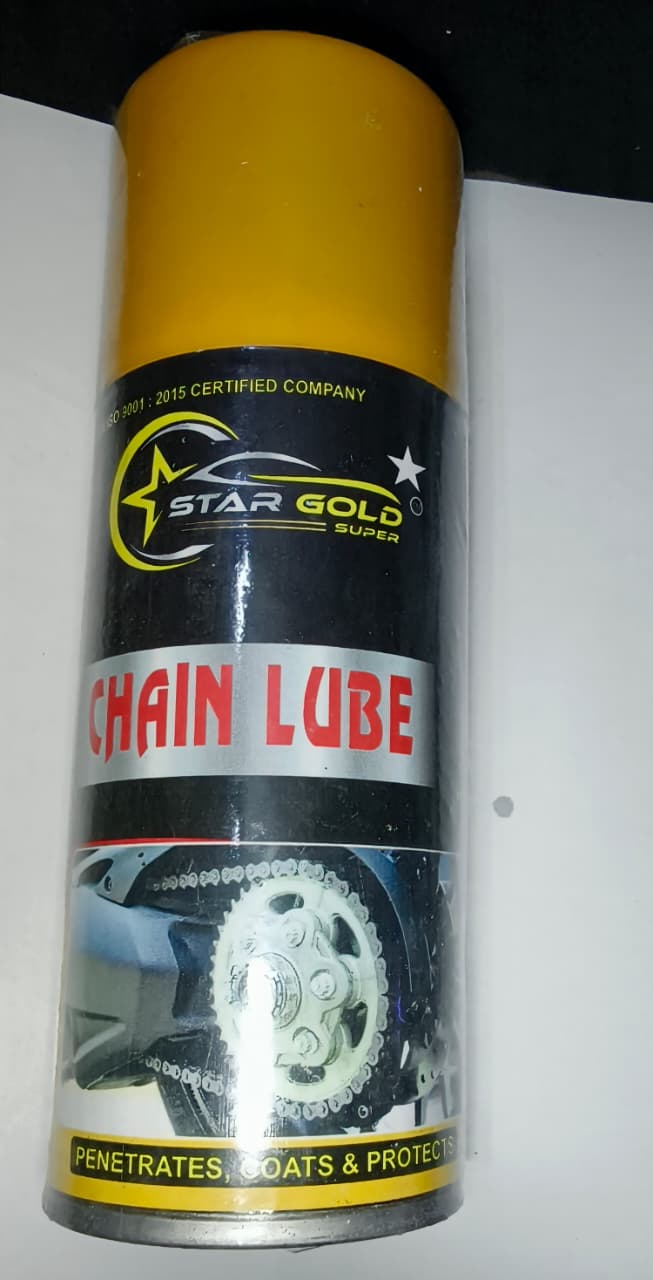 ISO 9001 : 2015 CERTIFIED COMPANY
STAR GOLD
SUPER
CHAIN LUBE
PENETRATES, COATS & PROTECTS